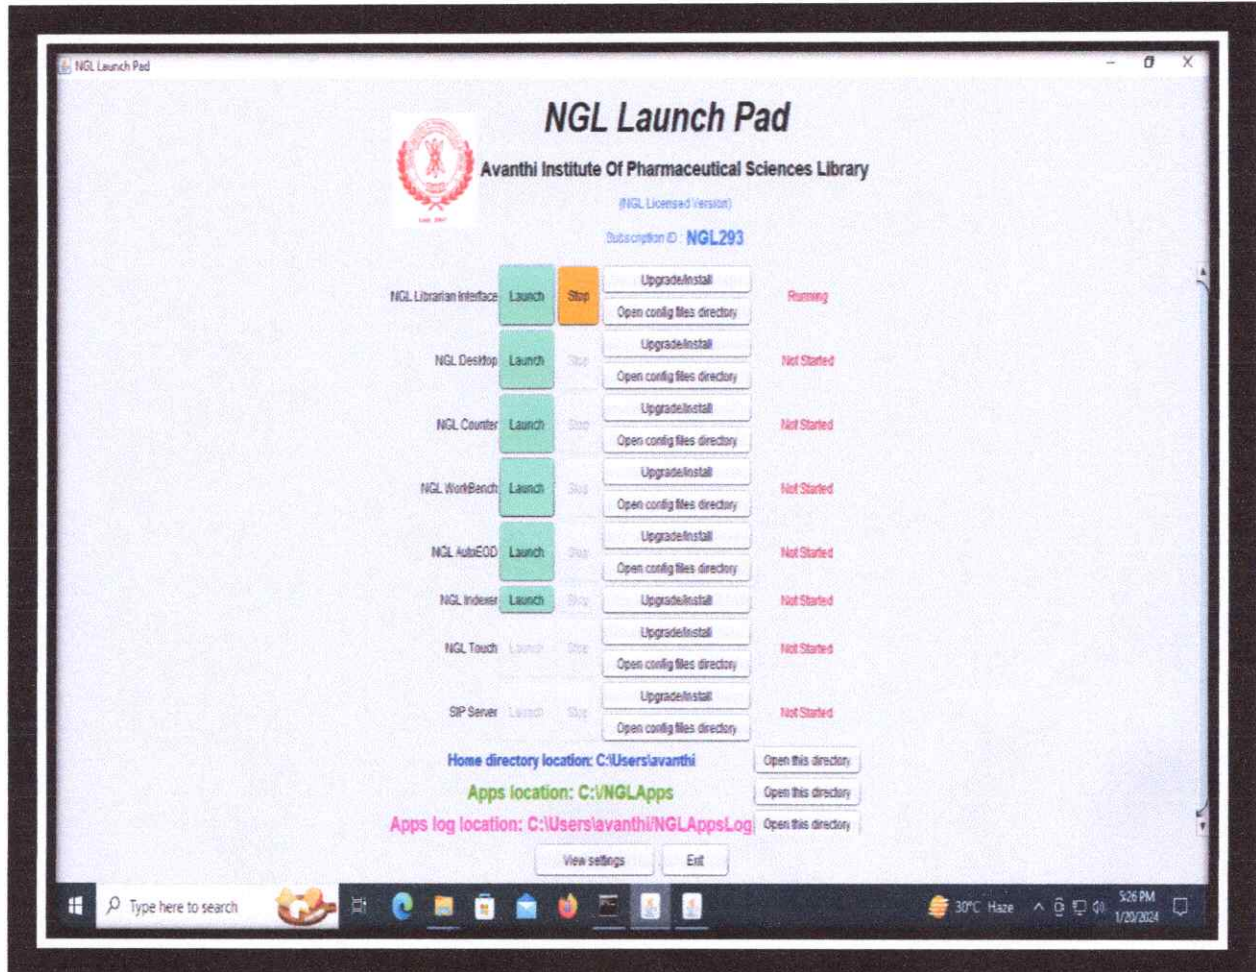 NGL Launch Pad
NGL Launch Pad
Avanthi Institute Of Pharmaceutical Sciences Library
(NGL Licensed Version)
Subscription ID : NGL293
NGL Librarian Interface Launch Stop Upgrade/Install Running
Open config files directory
NGL Desktop Launch Stop Upgrade/Install Not Started
Open config files directory
NGL Counter Launch Stop Upgrade/Install Not Started
Open config files directory
NGL WorkBench Launch Stop Upgrade/Install Not Started
Open config files directory
NGL AutoEOD Launch Stop Upgrade/Install Not Started
Open config files directory
NGL Indexer Launch Stop Upgrade/Install Not Started
NGL Touch Launch Stop Upgrade/Install Not Started
Open config files directory
SIP Server Launch Stop Upgrade/Install Not Started
Open config files directory
Home directory location: C:\Users\avanthi Open this directory
Apps location: C:\/NGLApps Open this directory
Apps log location: C:\Users\avanthi/NGLAppsLog Open this directory
View settings Exit
Type here to search
30°C Haze
5:26 PM
1/20/2024